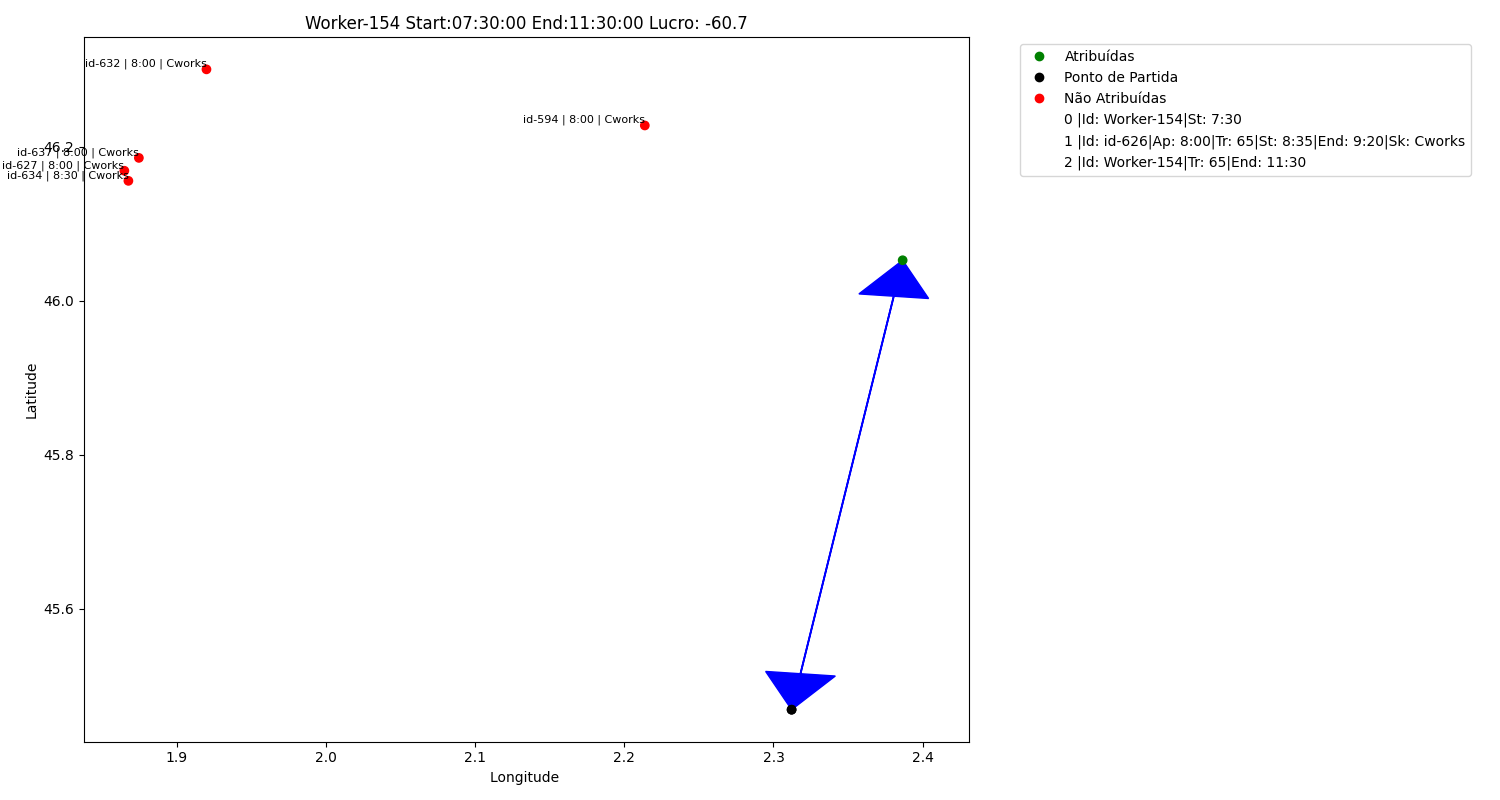 Worker-154 Start:07:30:00 End:11:30:00 Lucro: -60.7
id-632 | 8:00 | Cworks
id-594 | 8:00 | Cworks
46.2
id-637 | 8:00 | Cworks
id-627 | 8:00 | Cworks
id-634 | 8:30 | Cworks
46.0
45.8
45.6
Latitude
1.9
2.0
2.1
2.2
2.3
2.4
Longitude
Atribuídas
Ponto de Partida
Não Atribuídas
0 |Id: Worker-154|St: 7:30
1 |Id: id-626|Ap: 8:00|Tr: 65|St: 8:35|End: 9:20|Sk: Cworks
2 |Id: Worker-154|Tr: 65|End: 11:30